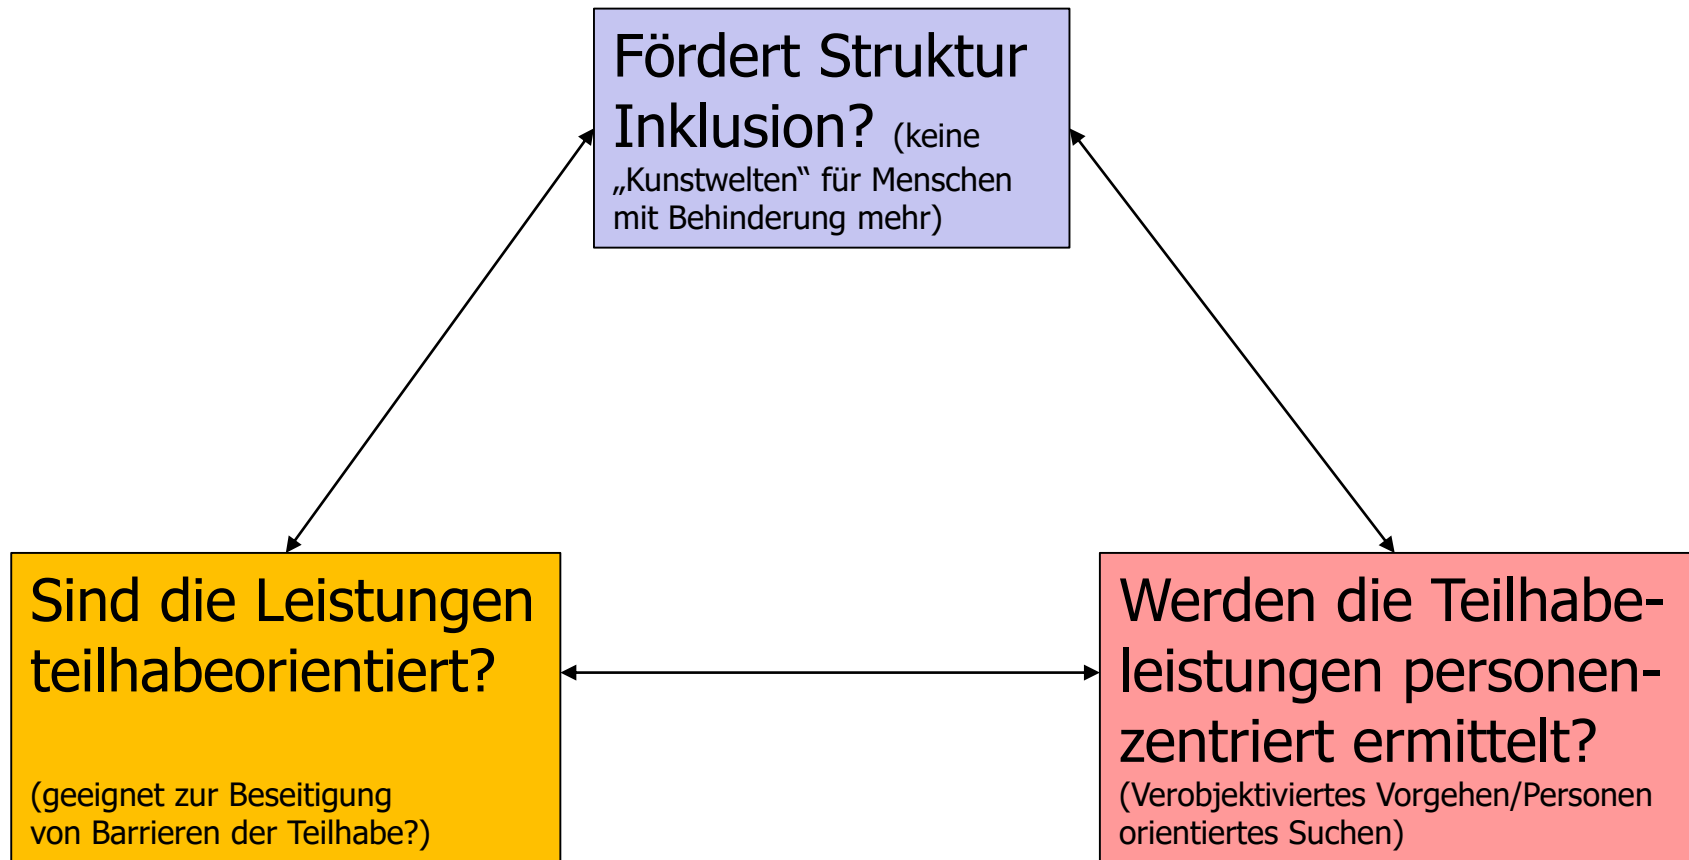 Fördert Struktur
Inklusion? (keine
„Kunstwelten“ für Menschen
mit Behinderung mehr)
Sind die Leistungen
teilhabeorientiert?
(geeignet zur Beseitigung
von Barrieren der Teilhabe?)
Werden die Teilhabe-
leistungen personen-
zentriert ermittelt?
(Verobjektiviertes Vorgehen/Personen
orientiertes Suchen)